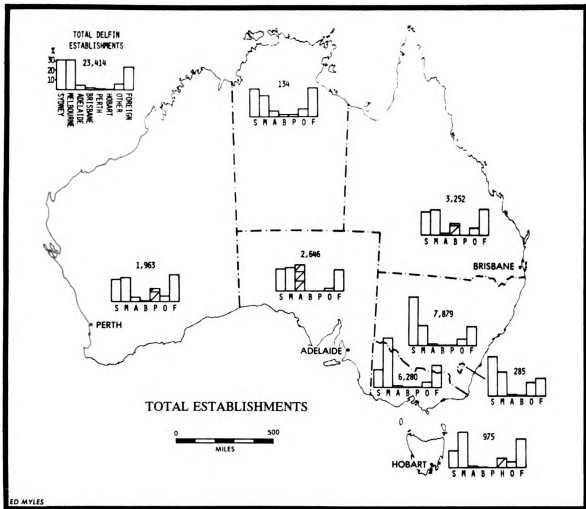 TOTAL DELFIN
ESTABLISHMENTS
%
23,414
30
20
10
SYDNEY
MELBOURNE
ADELAIDE
BRISBANE
PERTH
HOBART
OTHER
FOREIGN
134
S M A B P O F
3,252
S M A B P O F
BRISBANE
1,963
S M A B P O F
2,646
S M A B P O F
PERTH
7,879
S M A B P O F
ADELAIDE
6,280
S M A B P O F
285
S M A B O F
TOTAL ESTABLISHMENTS
0 500
MILES
975
S M A B P H O F
HOBART
ED MYLES